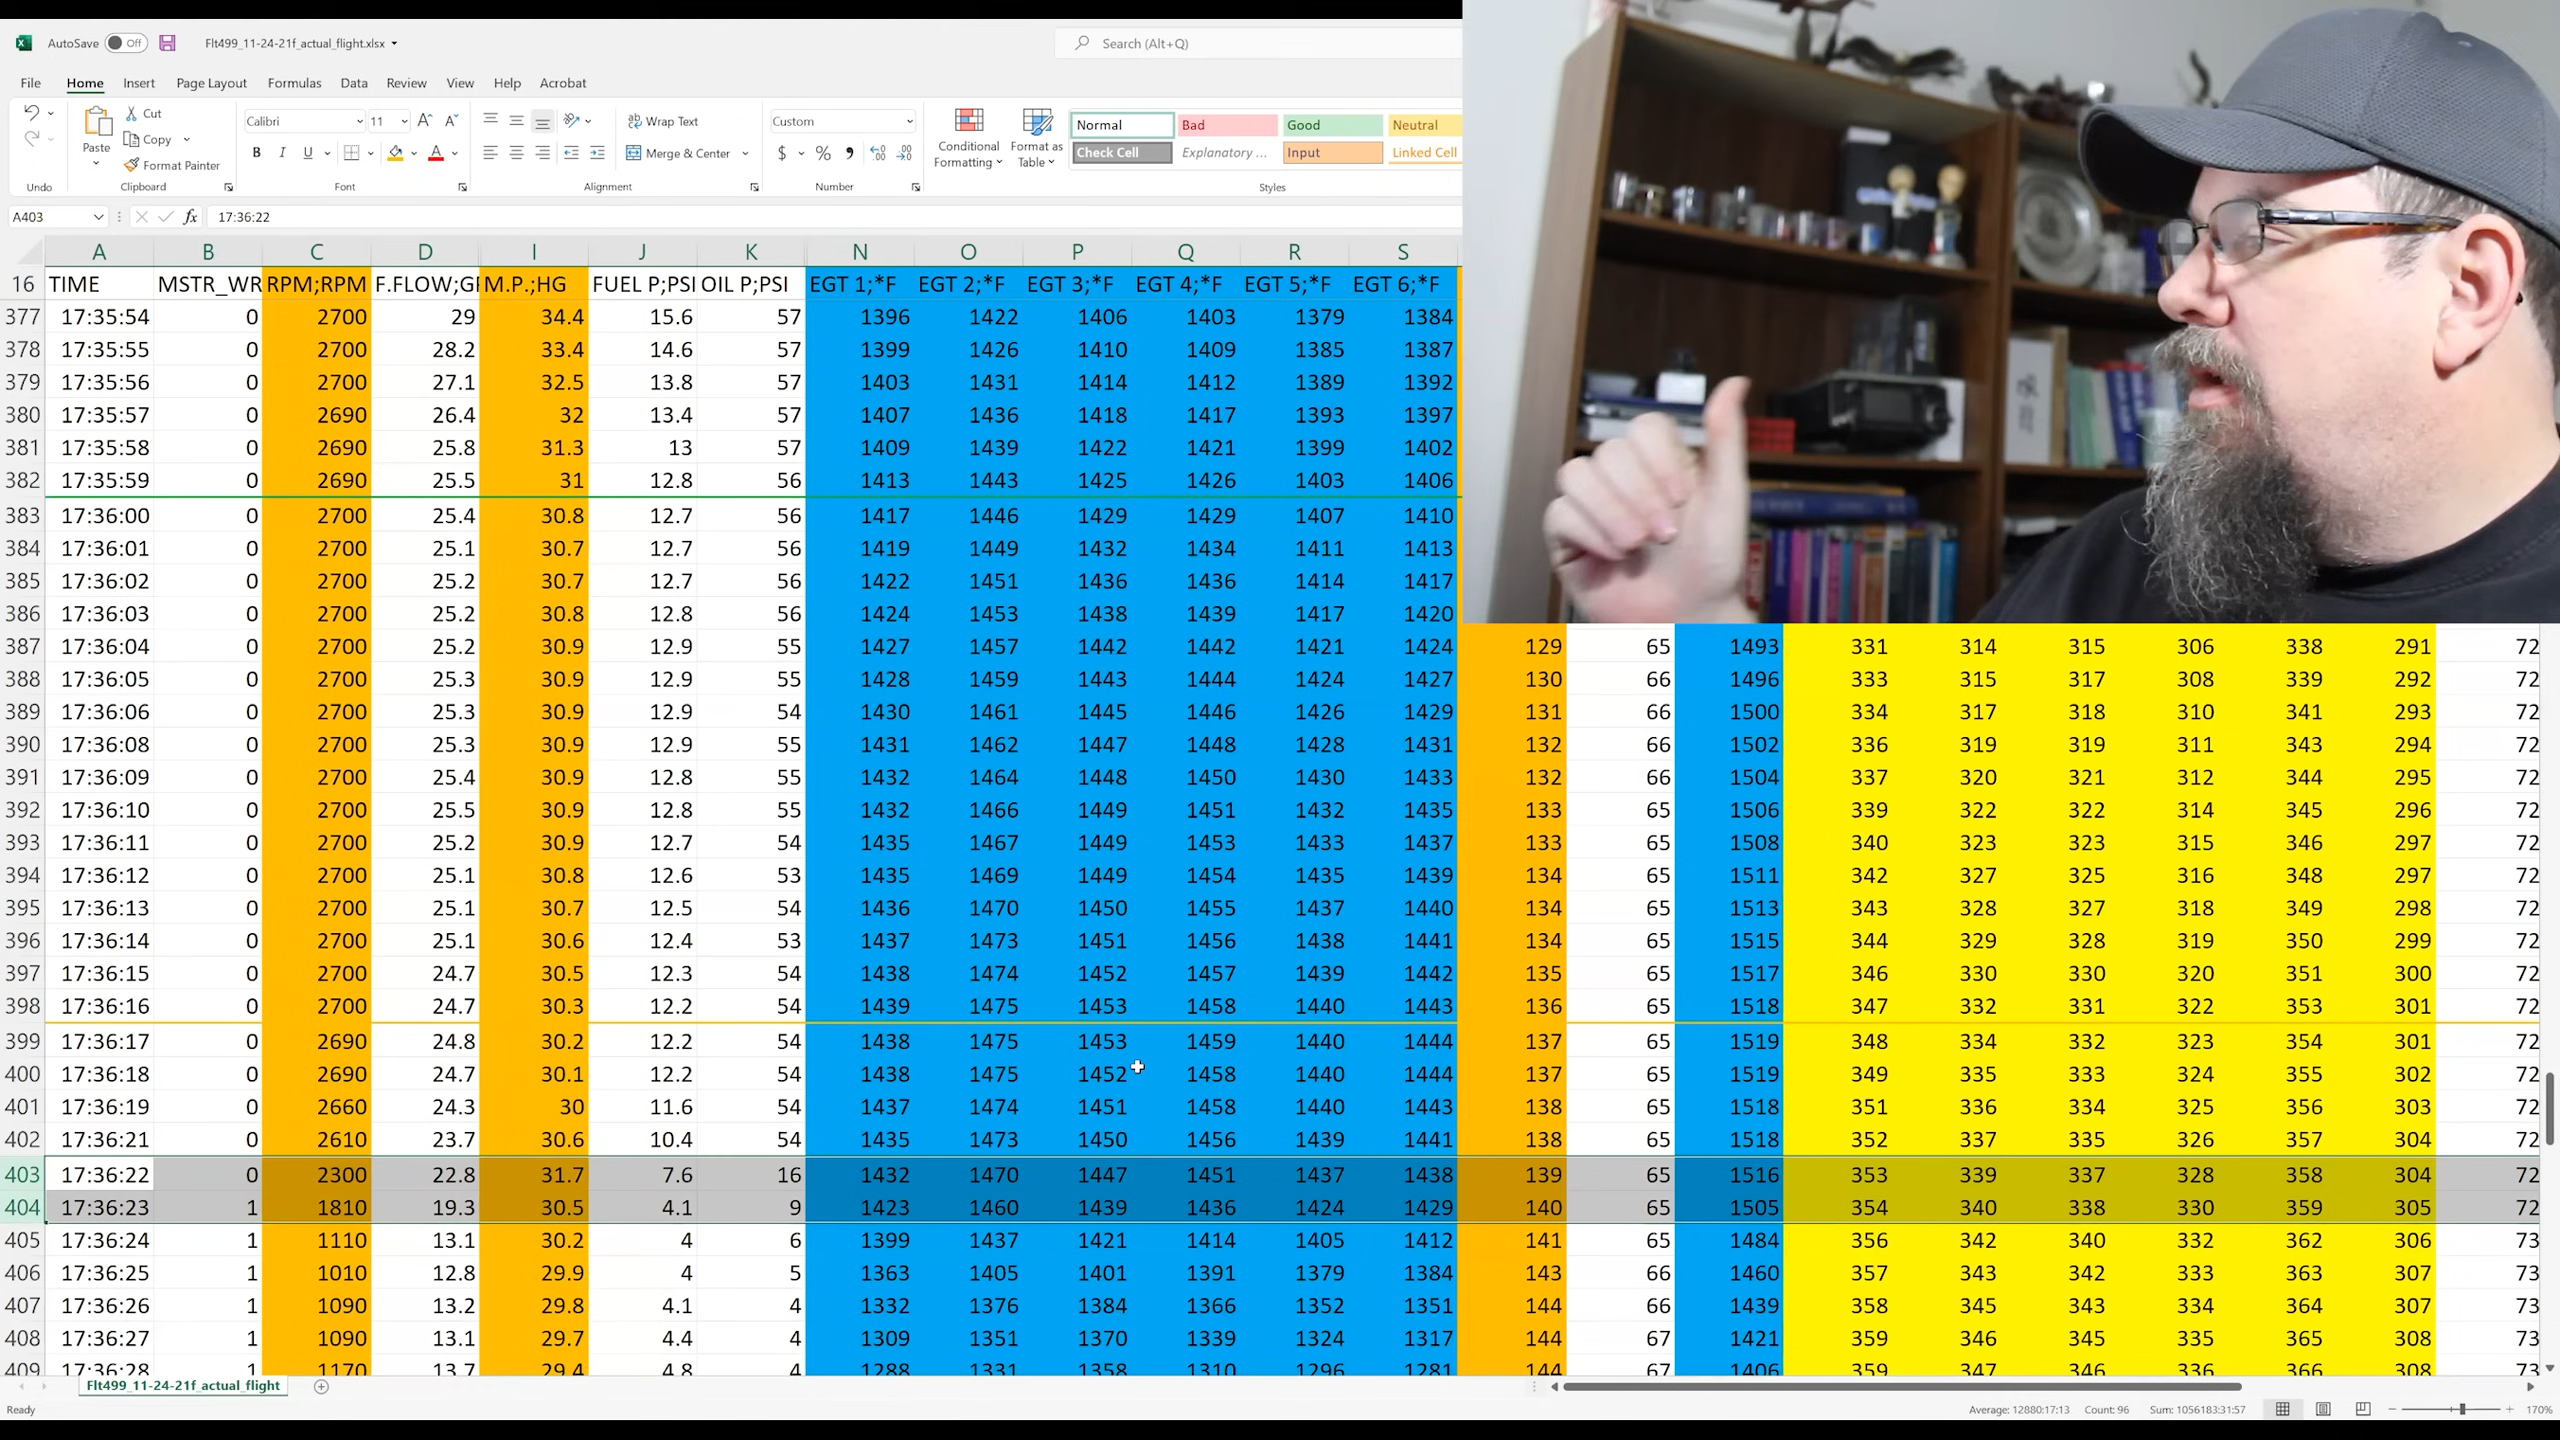 AutoSave Off Flt499_11-24-21f_actual_flight.xlsx Search (Alt+Q)
File Home Insert Page Layout Formulas Data Review View Help Acrobat
Cut
Copy
Format Painter
Paste
Calibri 11
B I U
Wrap Text
Merge & Center
Custom
$ % 9
Conditional Formatting
Format as Table
Normal Bad Good Neutral
Check Cell Explanatory ... Input Linked Cell
Undo Clipboard Font Alignment Number Styles
A403 fx 17:36:22
A B C D I J K N O P Q R S
16 TIME MSTR_WR RPM;RPM F.FLOW;GI M.P.;HG FUEL P;PSI OIL P;PSI EGT 1;*F EGT 2;*F EGT 3;*F EGT 4;*F EGT 5;*F EGT 6;*F
377 17:35:54 0 2700 29 34.4 15.6 57 1396 1422 1406 1403 1379 1384
378 17:35:55 0 2700 28.2 33.4 14.6 57 1399 1426 1410 1409 1385 1387
379 17:35:56 0 2700 27.1 32.5 13.8 57 1403 1431 1414 1412 1389 1392
380 17:35:57 0 2690 26.4 32 13.4 57 1407 1436 1418 1417 1393 1397
381 17:35:58 0 2690 25.8 31.3 13 57 1409 1439 1422 1421 1399 1402
382 17:35:59 0 2690 25.5 31 12.8 56 1413 1443 1425 1426 1403 1406
383 17:36:00 0 2700 25.4 30.8 12.7 56 1417 1446 1429 1429 1407 1410
384 17:36:01 0 2700 25.1 30.7 12.7 56 1419 1449 1432 1434 1411 1413
385 17:36:02 0 2700 25.2 30.7 12.7 56 1422 1451 1436 1436 1414 1417
386 17:36:03 0 2700 25.2 30.8 12.8 56 1424 1453 1438 1439 1417 1420
387 17:36:04 0 2700 25.2 30.9 12.9 55 1427 1457 1442 1442 1421 1424 129 65 1493 331 314 315 306 338 291 72
388 17:36:05 0 2700 25.3 30.9 12.9 55 1428 1459 1443 1444 1424 1427 130 66 1496 333 315 317 308 339 292 72
389 17:36:06 0 2700 25.3 30.9 12.9 54 1430 1461 1445 1446 1426 1429 131 66 1500 334 317 318 310 341 293 72
390 17:36:08 0 2700 25.3 30.9 12.9 55 1431 1462 1447 1448 1428 1431 132 66 1502 336 319 319 311 343 294 72
391 17:36:09 0 2700 25.4 30.9 12.8 55 1432 1464 1448 1450 1430 1433 132 66 1504 337 320 321 312 344 295 72
392 17:36:10 0 2700 25.5 30.9 12.8 55 1432 1466 1449 1451 1432 1435 133 65 1506 339 322 322 314 345 296 72
393 17:36:11 0 2700 25.2 30.9 12.7 54 1435 1467 1449 1453 1433 1437 133 65 1508 340 323 323 315 346 297 72
394 17:36:12 0 2700 25.1 30.8 12.6 53 1435 1469 1449 1454 1435 1439 134 65 1511 342 327 325 316 348 297 72
395 17:36:13 0 2700 25.1 30.7 12.5 54 1436 1470 1450 1455 1437 1440 134 65 1513 343 328 327 318 349 298 72
396 17:36:14 0 2700 25.1 30.6 12.4 53 1437 1473 1451 1456 1438 1441 134 65 1515 344 329 328 319 350 299 72
397 17:36:15 0 2700 24.7 30.5 12.3 54 1438 1474 1452 1457 1439 1442 135 65 1517 346 330 330 320 351 300 72
398 17:36:16 0 2700 24.7 30.3 12.2 54 1439 1475 1453 1458 1440 1443 136 65 1518 347 332 331 322 353 301 72
399 17:36:17 0 2690 24.8 30.2 12.2 54 1438 1475 1453 1459 1440 1444 137 65 1519 348 334 332 323 354 301 72
400 17:36:18 0 2690 24.7 30.1 12.2 54 1438 1475 1452 1458 1440 1444 137 65 1519 349 335 333 324 355 302 72
401 17:36:19 0 2660 24.3 30 11.6 54 1437 1474 1451 1458 1440 1443 138 65 1518 351 336 334 325 356 303 72
402 17:36:21 0 2610 23.7 30.6 10.4 54 1435 1473 1450 1456 1439 1441 138 65 1518 352 337 335 326 357 304 72
403 17:36:22 0 2300 22.8 31.7 7.6 16 1432 1470 1447 1451 1437 1438 139 65 1516 353 339 337 328 358 304 72
404 17:36:23 1 1810 19.3 30.5 4.1 9 1423 1460 1439 1436 1424 1429 140 65 1505 354 340 338 330 359 305 72
405 17:36:24 1 1110 13.1 30.2 4 6 1399 1437 1421 1414 1405 1412 141 65 1484 356 342 340 332 362 306 73
406 17:36:25 1 1010 12.8 29.9 4 5 1363 1405 1401 1391 1379 1384 143 66 1460 357 343 342 333 363 307 73
407 17:36:26 1 1090 13.2 29.8 4.1 4 1332 1376 1384 1366 1352 1351 144 66 1439 358 345 343 334 364 307 73
408 17:36:27 1 1090 13.1 29.7 4.4 4 1309 1351 1370 1339 1324 1317 144 67 1421 359 346 345 335 365 308 73
409 17:36:28 1 1170 13.7 29.4 4.8 4 1288 1331 1358 1310 1296 1281 144 67 1406 359 347 346 336 366 308 73
Flt499_11-24-21f_actual_flight
Ready Average: 12880:17:13 Count: 96 Sum: 1056183:31:57 170%